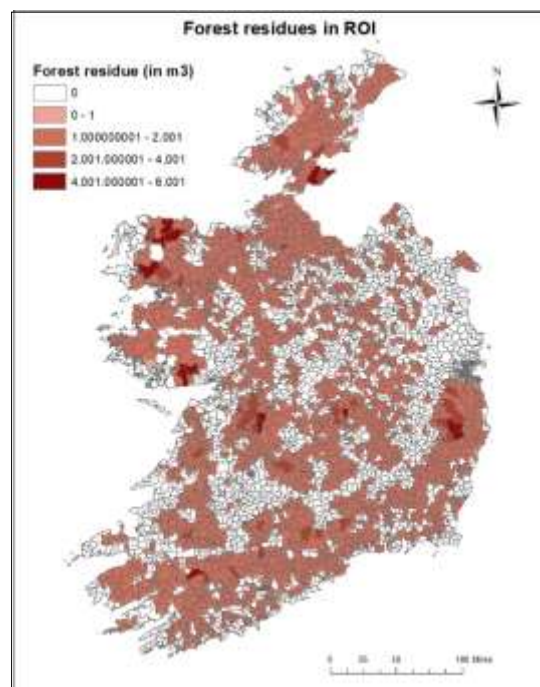 Forest residues in ROI
N
Forest residue (in m3)
0
0 - 1
1.000000001 - 2.001
2.001.000001 - 4.001
4.001.000001 - 6.001
0
100 Miles